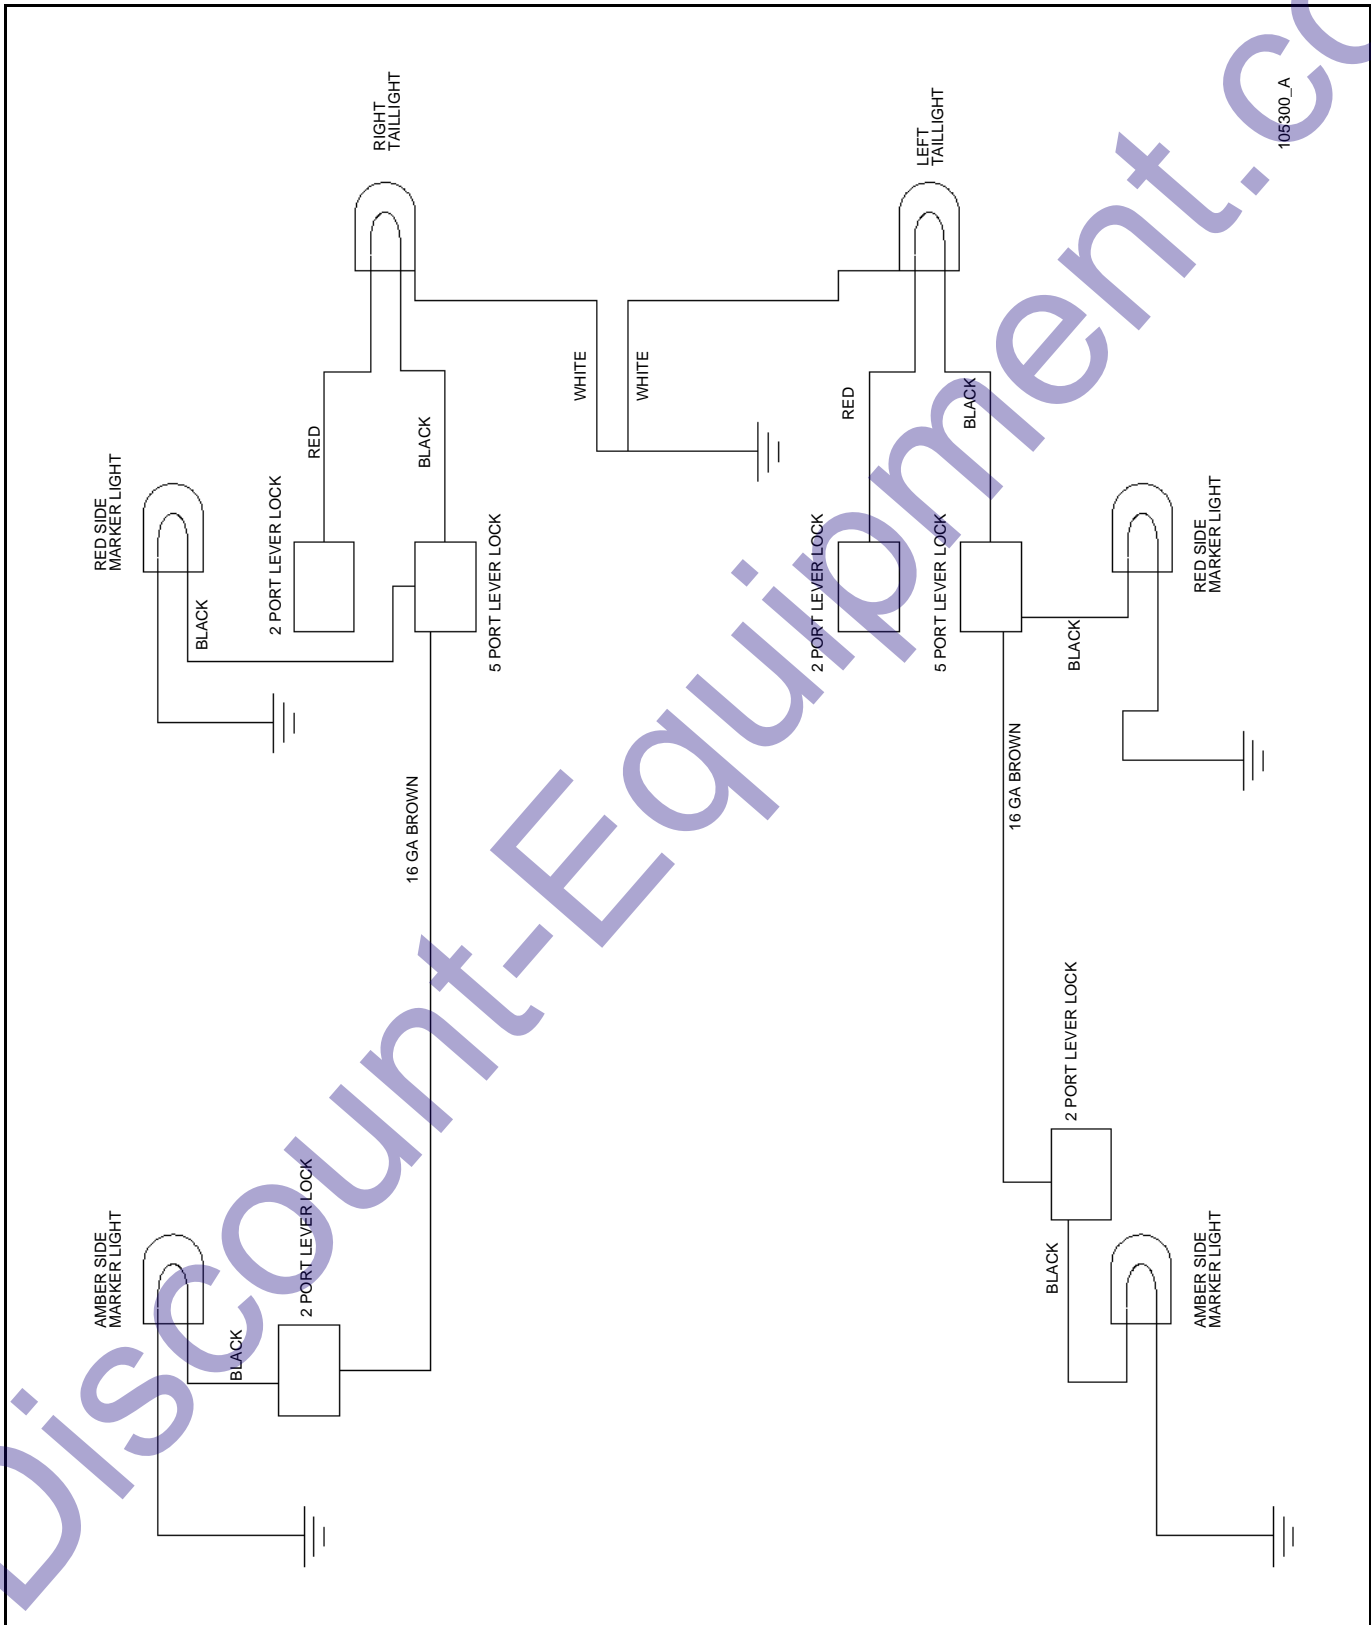 RIGHT
TAILLIGHT
LEFT
TAILLIGHT
105300_A
WHITE
WHITE
RED
BLACK
RED
BLACK
RED SIDE
MARKER LIGHT
2 PORT LEVER LOCK
5 PORT LEVER LOCK
2 PORT LEVER LOCK
5 PORT LEVER LOCK
RED SIDE
MARKER LIGHT
BLACK
BLACK
16 GA BROWN
16 GA BROWN
2 PORT LEVER LOCK
AMBER SIDE
MARKER LIGHT
2 PORT LEVER LOCK
BLACK
BLACK
AMBER SIDE
MARKER LIGHT
Discount-Equipment.co